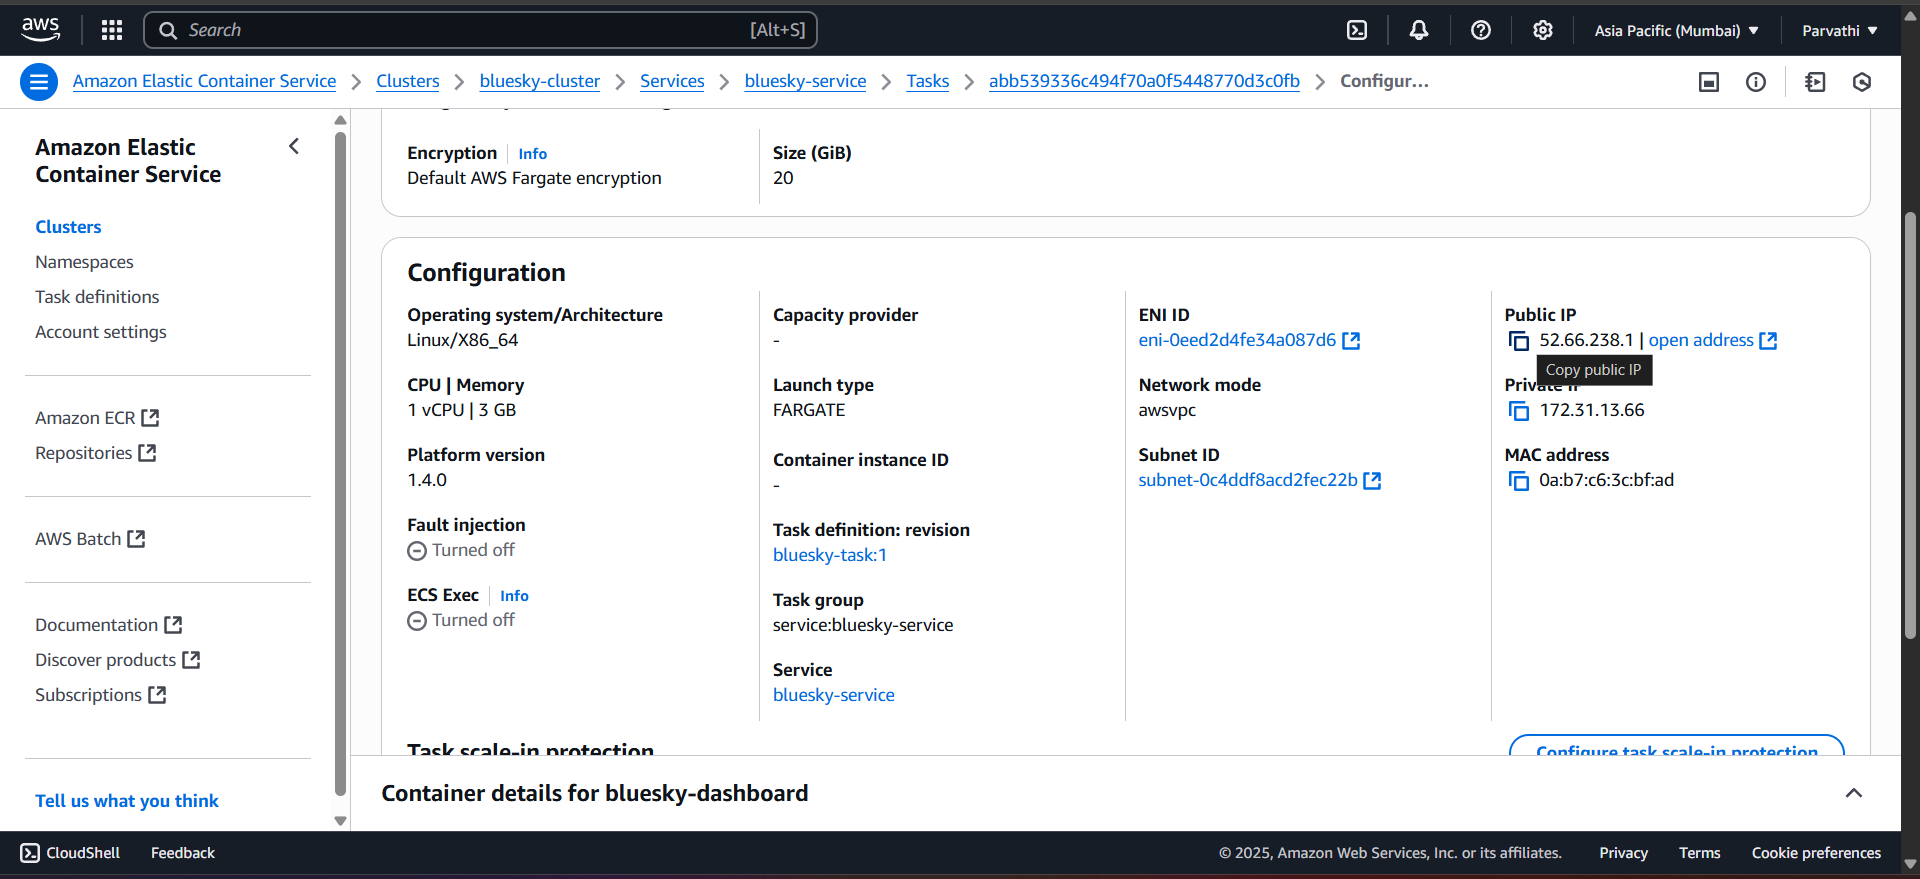 aws
Search [Alt+S]
Asia Pacific (Mumbai)
Parvathi
Amazon Elastic Container Service
Clusters
bluesky-cluster
Services
bluesky-service
Tasks
abb539336c494f70a0f5448770d3c0fb
Configur...
Amazon Elastic
Container Service
Clusters
Namespaces
Task definitions
Account settings
Amazon ECR
Repositories
AWS Batch
Documentation
Discover products
Subscriptions
Tell us what you think
Encryption Info
Default AWS Fargate encryption
Size (GiB)
20
Configuration
Operating system/Architecture
Linux/X86_64
CPU | Memory
1 vCPU | 3 GB
Platform version
1.4.0
Fault injection
Turned off
ECS Exec Info
Turned off
Capacity provider
-
Launch type
FARGATE
Container instance ID
-
Task definition: revision
bluesky-task:1
Task group
service:bluesky-service
Service
bluesky-service
ENI ID
eni-0eed2d4fe34a087d6
Network mode
awsvpc
Subnet ID
subnet-0c4ddf8acd2fec22b
Public IP
52.66.238.1 | open address
Copy public IP
Private IP
172.31.13.66
MAC address
0a:b7:c6:3c:bf:ad
Task scale-in protection
Configure task scale-in protection
Container details for bluesky-dashboard
CloudShell
Feedback
© 2025, Amazon Web Services, Inc. or its affiliates.
Privacy
Terms
Cookie preferences